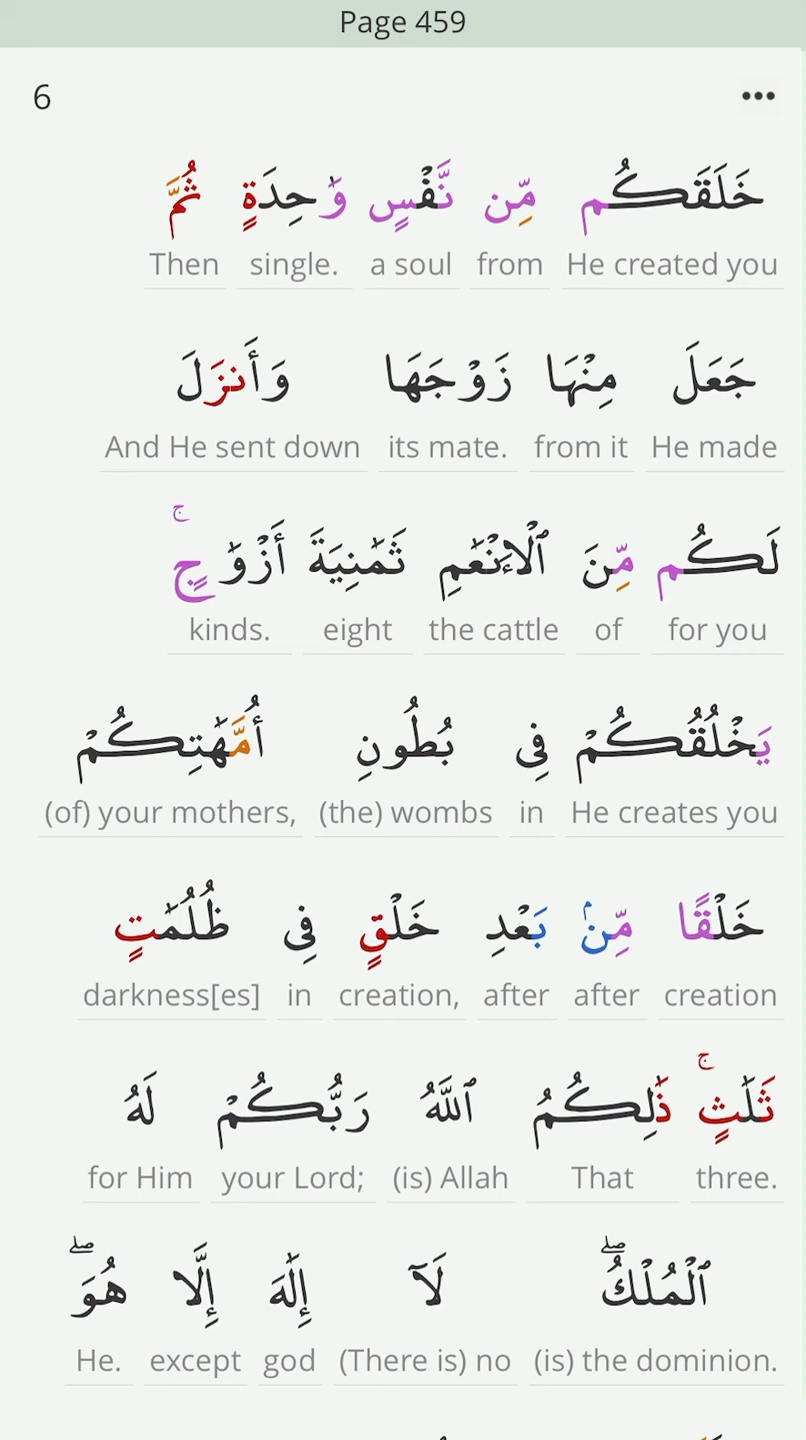 Page 459
6
•••
خَلَقَكُم مِّن نَّفْسٍ وَٰحِدَةٍ ثُمَّ
He created you from a soul single. Then
جَعَلَ مِنْهَا زَوْجَهَا وَأَنزَلَ
He made from it its mate. And He sent down
لَكُم مِّنَ ٱلْأَنْعَٰمِ ثَمَٰنِيَةَ أَزْوَٰجٍ ۚ
for you of the cattle eight kinds.
يَخْلُقُكُمْ فِى بُطُونِ أُمَّهَٰتِكُمْ
He creates you in (the) wombs (of) your mothers,
خَلْقًا مِّنۢ بَعْدِ خَلْقٍ فِى ظُلُمَٰتٍ
creation after after creation, in darkness[es]
ثَلَٰثٍ ۚ ذَٰلِكُمُ ٱللَّهُ رَبُّكُمْ لَهُ
three. That (is) Allah your Lord; for Him
ٱلْمُلْكُ ۖ لَآ إِلَٰهَ إِلَّا هُوَ ۖ
(is) the dominion. (There is) no god except He.